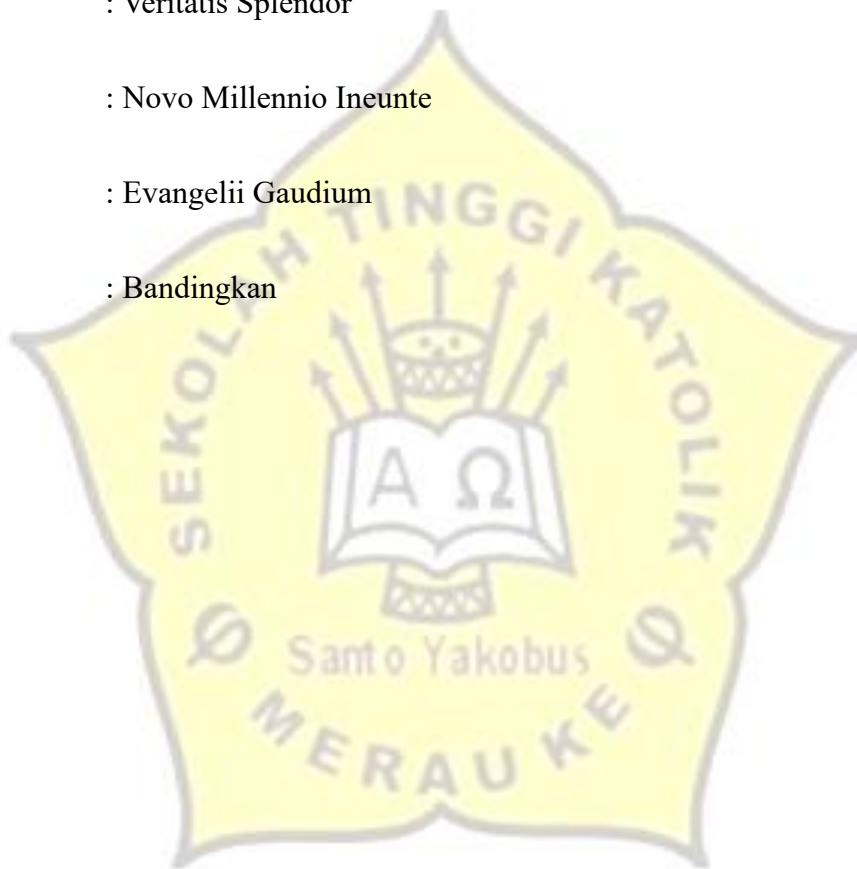 : Veritatis Splendor
: Novo Millennio Ineunte
: Evangelii Gaudium
: Bandingkan
SEKOLAH TINGGI KATOLIK
Α Ω
Santo Yakobus
MERAUKE